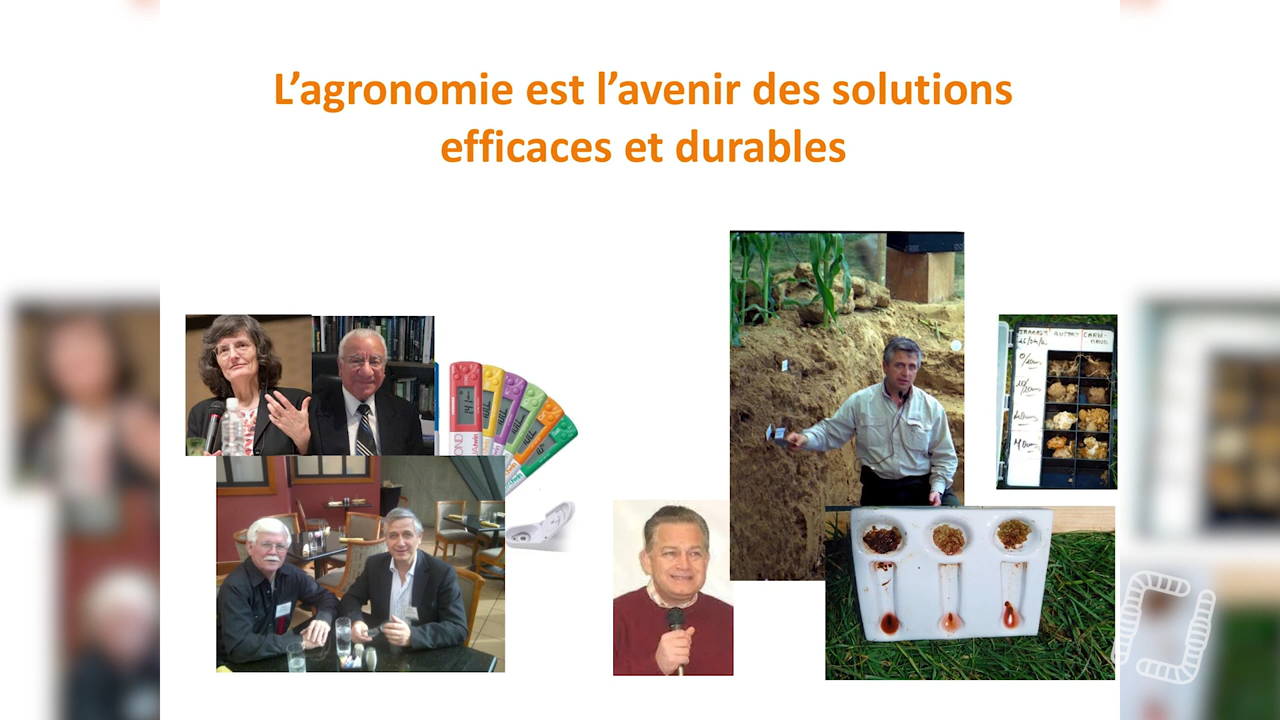 L’agronomie est l’avenir des solutions
efficaces et durables